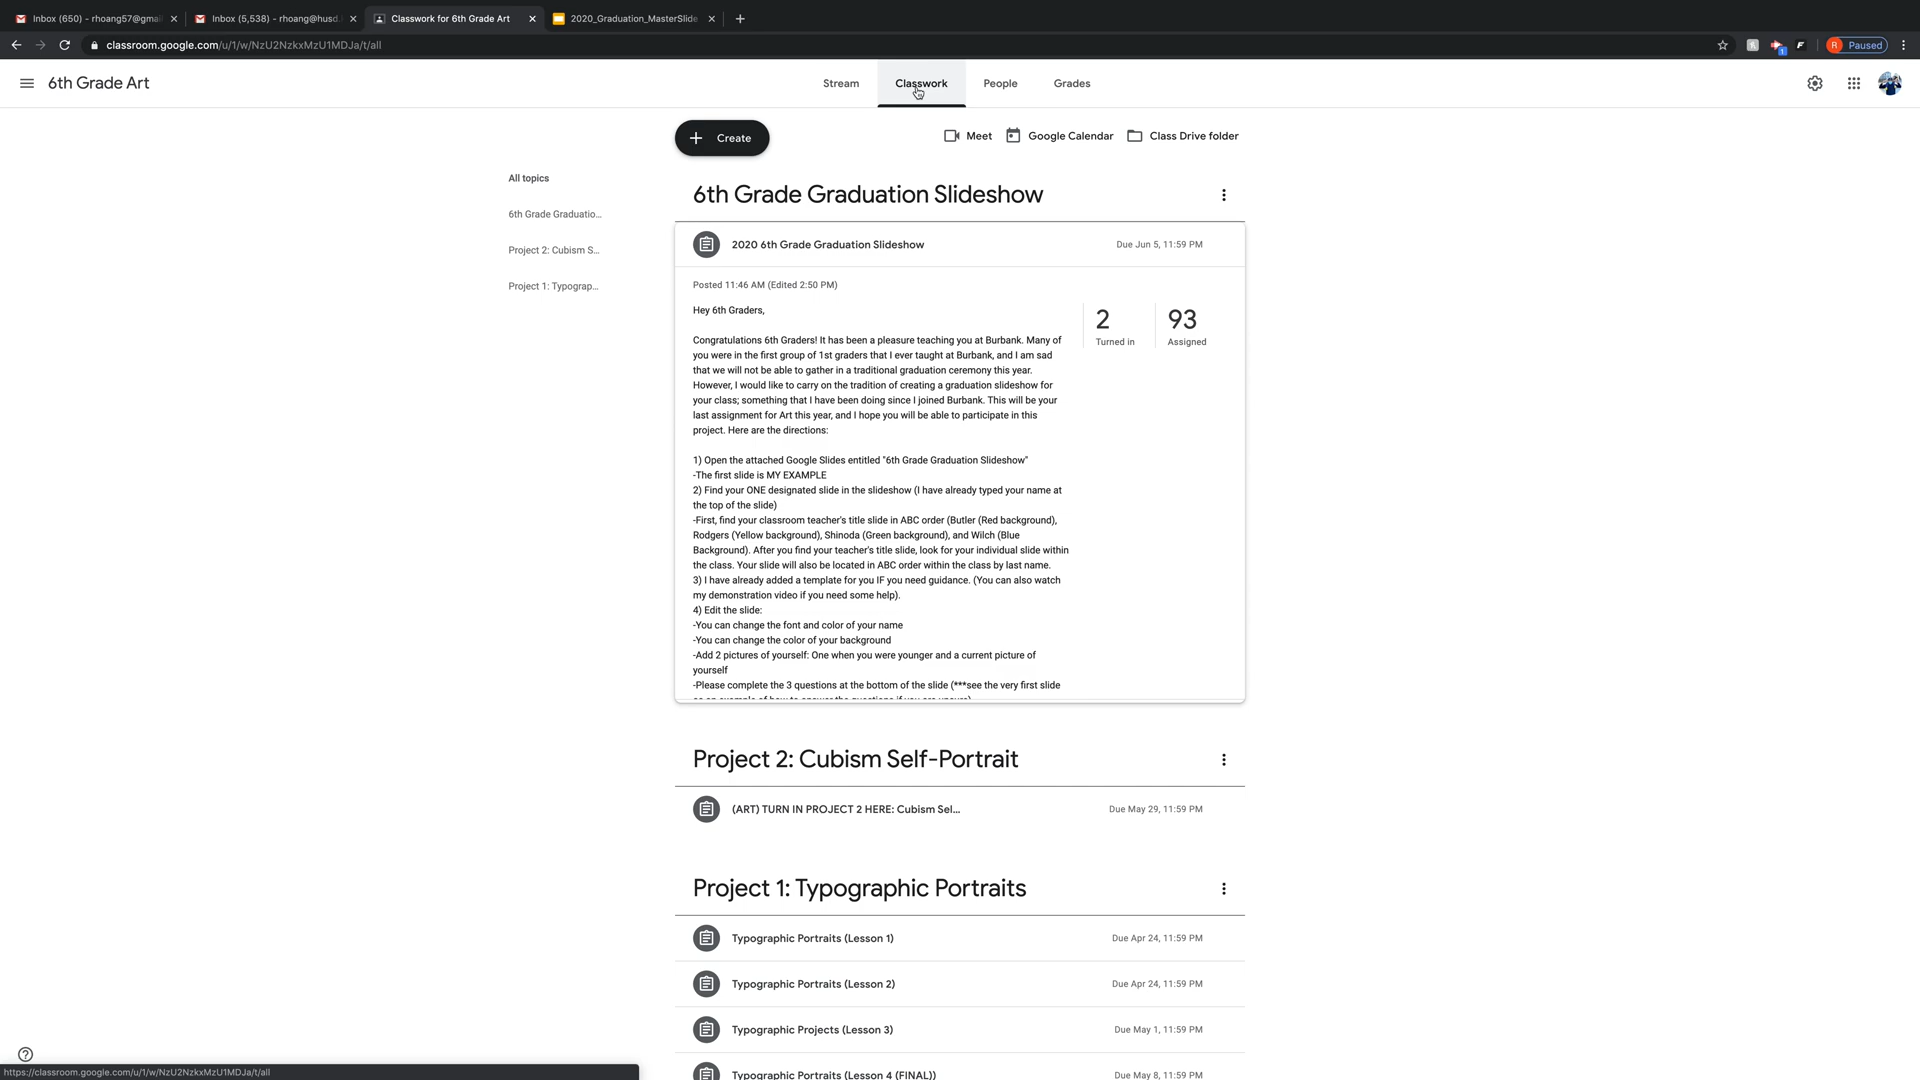 Inbox (650) - rhoang57@gmai
Inbox (5,538) - rhoang@husd.
Classwork for 6th Grade Art
2020_Graduation_MasterSlide
classroom.google.com/u/1/w/NzU2NzkxMzU1MDJa/t/all
1
R Paused
6th Grade Art
Stream
Classwork
People
Grades
Create
Meet
Google Calendar
Class Drive folder
All topics
6th Grade Graduatio...
Project 2: Cubism S...
Project 1: Typograp...
6th Grade Graduation Slideshow
2020 6th Grade Graduation Slideshow
Due Jun 5, 11:59 PM
Posted 11:46 AM (Edited 2:50 PM)
Hey 6th Graders,
2
Turned in
93
Assigned
Congratulations 6th Graders! It has been a pleasure teaching you at Burbank. Many of
you were in the first group of 1st graders that I ever taught at Burbank, and I am sad
that we will not be able to gather in a traditional graduation ceremony this year.
However, I would like to carry on the tradition of creating a graduation slideshow for
your class; something that I have been doing since I joined Burbank. This will be your
last assignment for Art this year, and I hope you will be able to participate in this
project. Here are the directions:
1) Open the attached Google Slides entitled "6th Grade Graduation Slideshow"
-The first slide is MY EXAMPLE
2) Find your ONE designated slide in the slideshow (I have already typed your name at
the top of the slide)
-First, find your classroom teacher's title slide in ABC order (Butler (Red background),
Rodgers (Yellow background), Shinoda (Green background), and Wilch (Blue
Background). After you find your teacher's title slide, look for your individual slide within
the class. Your slide will also be located in ABC order within the class by last name.
3) I have already added a template for you IF you need guidance. (You can also watch
my demonstration video if you need some help).
4) Edit the slide:
-You can change the font and color of your name
-You can change the color of your background
-Add 2 pictures of yourself: One when you were younger and a current picture of
yourself
-Please complete the 3 questions at the bottom of the slide (***see the very first slide
as an example of how to answer the questions if you are unsure)
Project 2: Cubism Self-Portrait
(ART) TURN IN PROJECT 2 HERE: Cubism Sel...
Due May 29, 11:59 PM
Project 1: Typographic Portraits
Typographic Portraits (Lesson 1)
Due Apr 24, 11:59 PM
Typographic Portraits (Lesson 2)
Due Apr 24, 11:59 PM
Typographic Projects (Lesson 3)
Due May 1, 11:59 PM
Typographic Portraits (Lesson 4 (FINAL))
Due May 8, 11:59 PM
https://classroom.google.com/u/1/w/NzU2NzkxMzU1MDJa/t/all